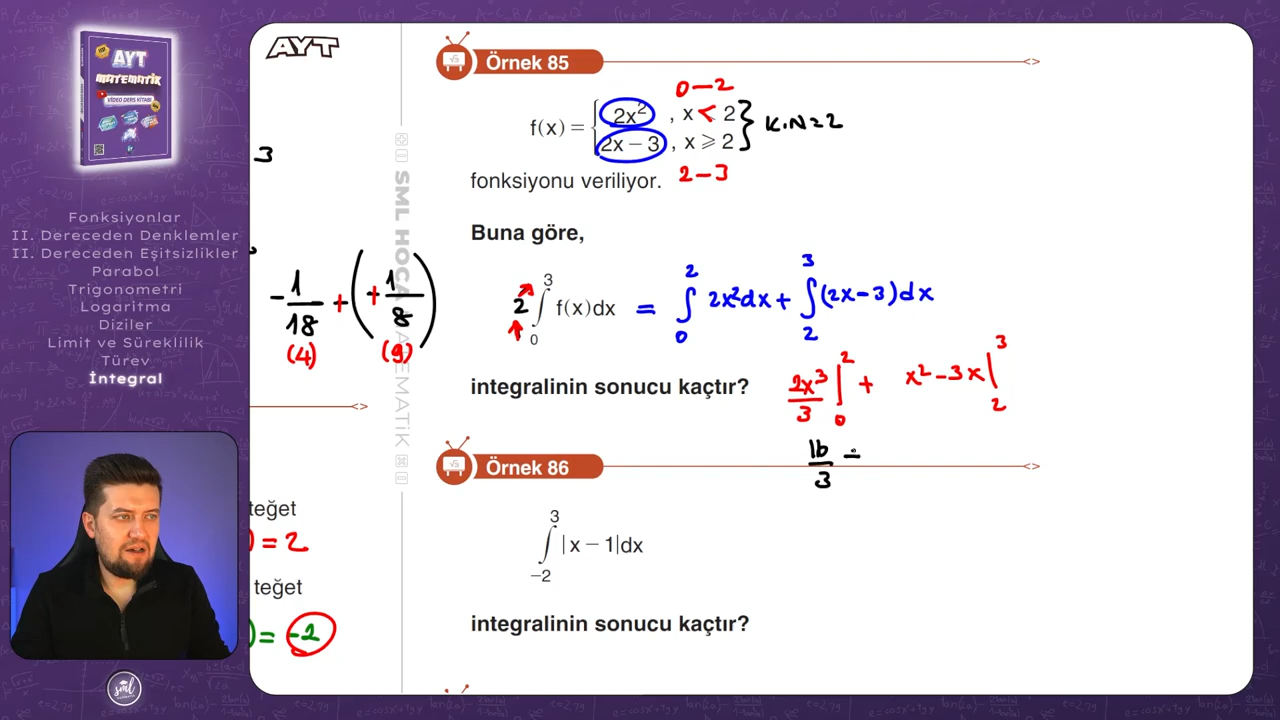 AYT
MATEMATİK
VİDEO DERS KİTABI
Fonksiyonlar
II. Dereceden Denklemler
II. Dereceden Eşitsizlikler
Parabol
Trigonometri
Logaritma
Diziler
Limit ve Süreklilik
Türev
İntegral
sml
AYT
3
-1/18 + (+1/8)
(4) (9)
teğet
) = 2
teğet
) = -2
SML HOCA MATEMATİK
Örnek 85
0-2
f(x) = { 2x² , x < 2
2x − 3 , x ⩾ 2 } K.N=2
fonksiyonu veriliyor. 2-3
Buna göre,
2 ∫₀³ f(x)dx = ∫₀² 2x²dx + ∫₂³ (2x-3)dx
integralinin sonucu kaçtır? 2x³/3 |₀² + x²-3x |₂³
16/3 -
Örnek 86
∫₋₂³ |x − 1|dx
integralinin sonucu kaçtır?